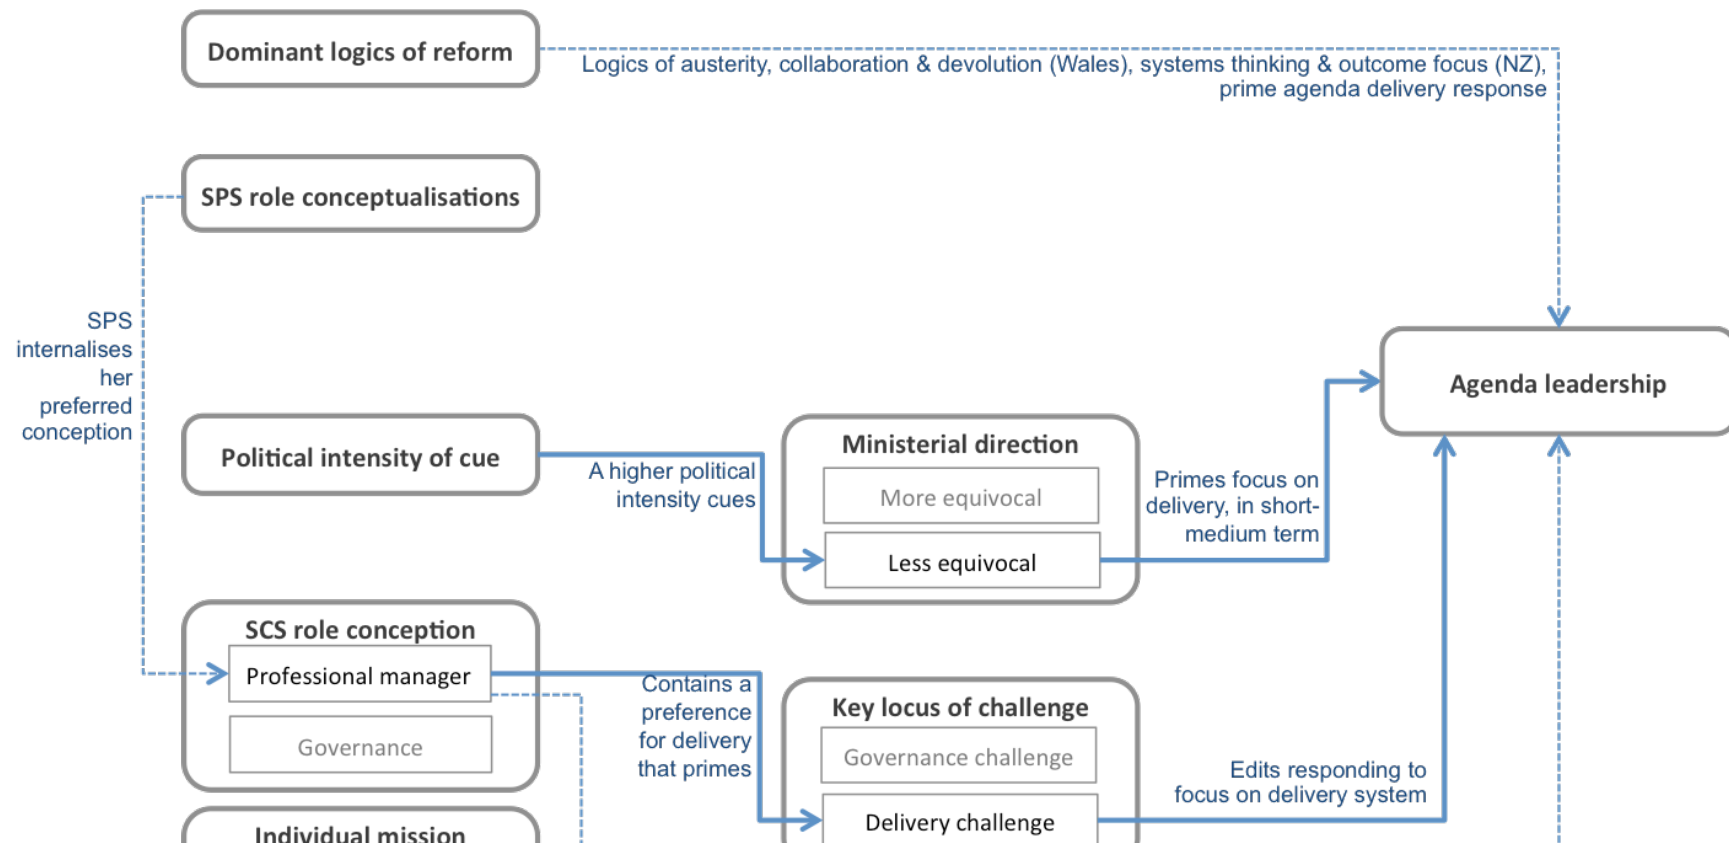 Dominant logics of reform
Logics of austerity, collaboration & devolution (Wales), systems thinking & outcome focus (NZ),
prime agenda delivery response
SPS role conceptualisations
SPS
internalises
her
preferred
conception
Agenda leadership
Political intensity of cue
A higher political
intensity cues
Ministerial direction
More equivocal
Less equivocal
Primes focus on
delivery, in short-
medium term
SCS role conception
Professional manager
Governance
Contains a
preference
for delivery
that primes
Key locus of challenge
Governance challenge
Delivery challenge
Edits responding to
focus on delivery system
Individual mission